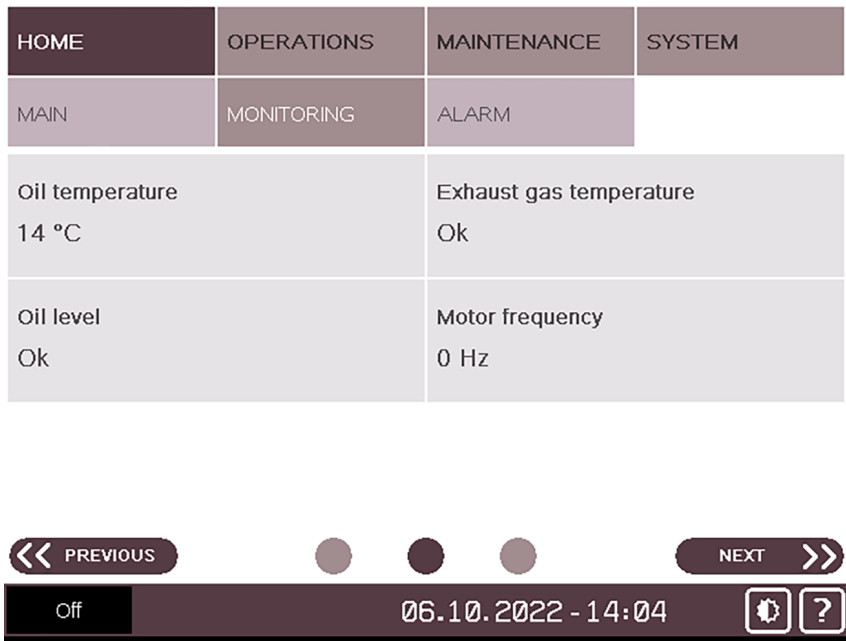 HOME OPERATIONS MAINTENANCE SYSTEM
MAIN MONITORING ALARM
Oil temperature
14 °C
Exhaust gas temperature
Ok
Oil level
Ok
Motor frequency
0 Hz
PREVIOUS
NEXT
Off 06.10.2022 - 14:04 ?